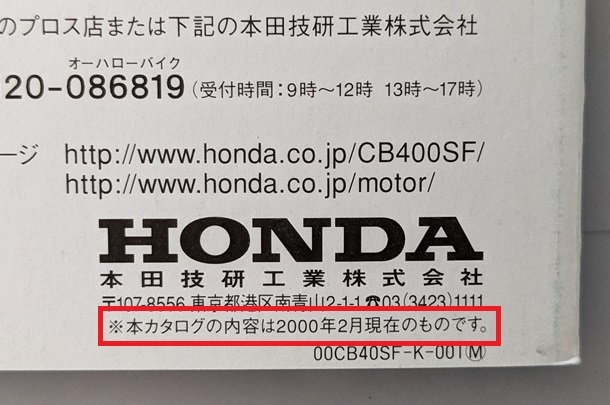 のプロス店または下記の本田技研工業株式会社
オーハローバイク
20-086819(受付時間:9時〜12時 13時〜17時)
ージ http://www.honda.co.jp/CB400SF/
http://www.honda.co.jp/motor/
HONDA
本田技研工業株式会社
〒107-8556 東京都港区南青山2-1-1 ☎03(3423)1111
※本カタログの内容は2000年2月現在のものです。
00CB40SF-K-001Ⓜ